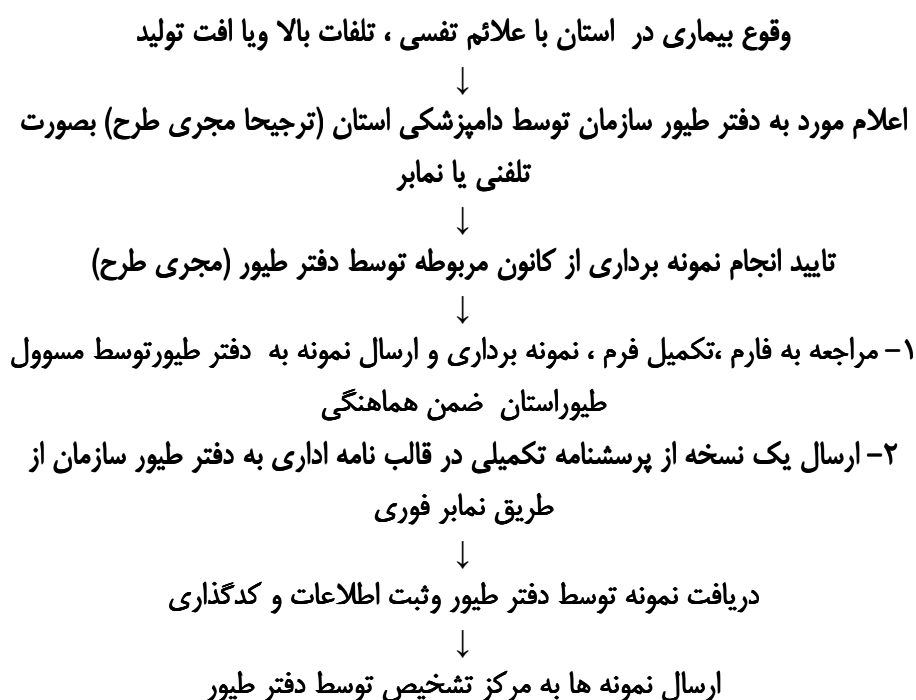 وقوع بیماری در استان با علائم تفسی ، تلفات بالا ویا افت تولید
↓
اعلام مورد به دفتر طیور سازمان توسط دامپزشکی استان (ترجیحا مجری طرح) بصورت
تلفنی یا نمابر
↓
تایید انجام نمونه برداری از کانون مربوطه توسط دفتر طیور (مجری طرح)
↓
۱- مراجعه به فارم ،تکمیل فرم ، نمونه برداری و ارسال نمونه به دفتر طیورتوسط مسوول
طیوراستان ضمن هماهنگی
۲- ارسال یک نسخه از پرسشنامه تکمیلی در قالب نامه اداری به دفتر طیور سازمان از
طریق نمابر فوری
↓
دریافت نمونه توسط دفتر طیور وثبت اطلاعات و کدگذاری
↓
ارسال نمونه ها به مرکز تشخیص توسط دفتر طیور